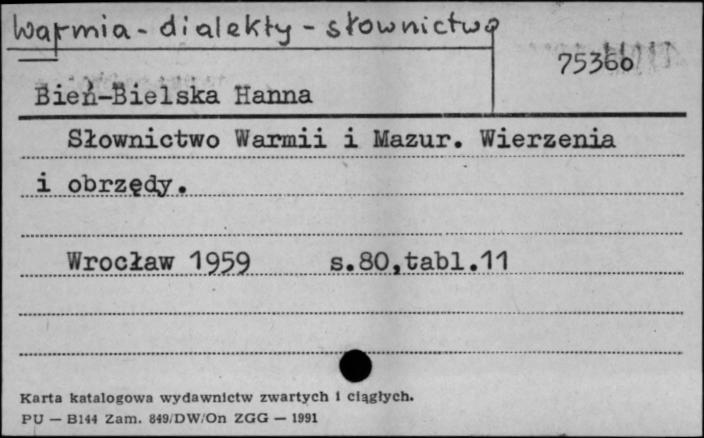 Warmia - dialekty - słownictwo
75360
Bień-Bielska Hanna
Słownictwo Warmii i Mazur. Wierzenia
i obrzędy.
Wrocław 1959 s.80,tabl.11
Karta katalogowa wydawnictw zwartych i ciągłych.
PU — B144 Zam. 849/DW/On ZGG — 1991